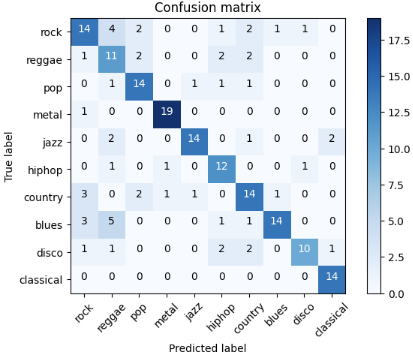 Confusion matrix
True label
rock 14 4 2 0 0 1 2 1 1 0
reggae 1 11 2 0 0 2 2 0 0 0
pop 0 1 14 0 1 1 1 0 0 0
metal 1 0 0 19 0 0 0 0 0 0
jazz 0 2 0 0 14 0 1 0 0 2
hiphop 0 1 0 1 0 12 0 0 1 0
country 3 0 2 1 1 0 14 1 0 0
blues 3 5 0 0 0 1 1 14 0 0
disco 1 1 0 0 0 2 2 0 10 1
classical 0 0 0 0 0 0 0 0 0 14
rock reggae pop metal jazz hiphop country blues disco classical
Predicted label
17.5
15.0
12.5
10.0
7.5
5.0
2.5
0.0